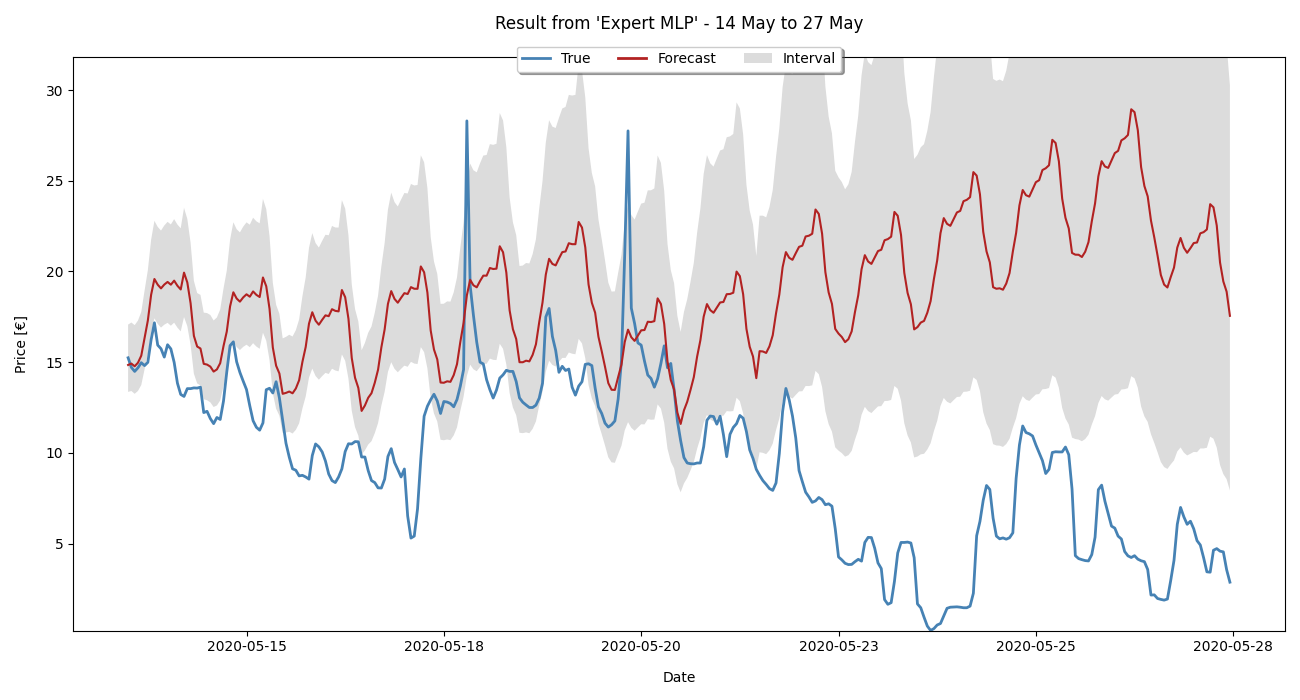 Result from 'Expert MLP' - 14 May to 27 May
True Forecast Interval
30
25
20
15
10
5
Price [€]
2020-05-15 2020-05-18 2020-05-20 2020-05-23 2020-05-25 2020-05-28
Date